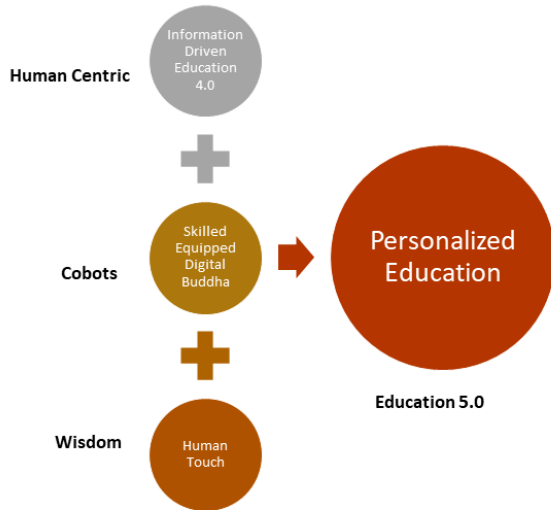 Information
Driven
Education
4.0
Human Centric
Skilled
Equipped
Digital
Buddha
Cobots
Personalized
Education
Education 5.0
Wisdom
Human
Touch